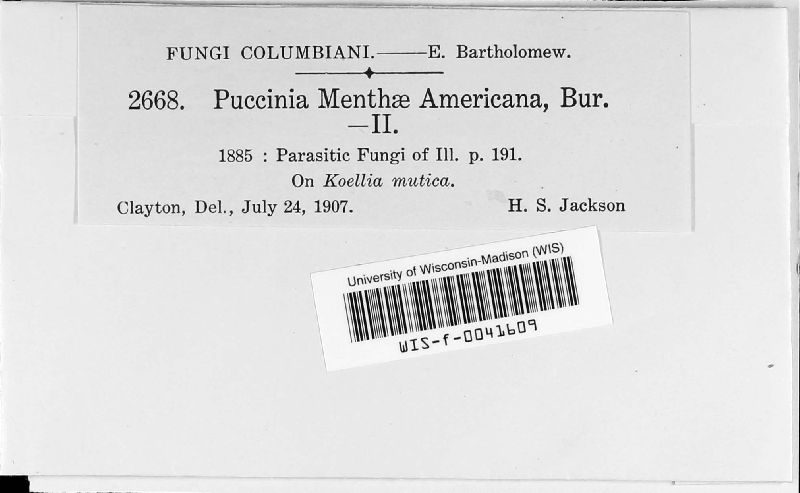 FUNGI COLUMBIANI.——E. Bartholomew.
2668. Puccinia Menthæ Americana, Bur.
—II.
1885 : Parasitic Fungi of Ill. p. 191.
On Koellia mutica.
Clayton, Del., July 24, 1907. H. S. Jackson
University of Wisconsin-Madison (WIS)
WIS-f-0041609